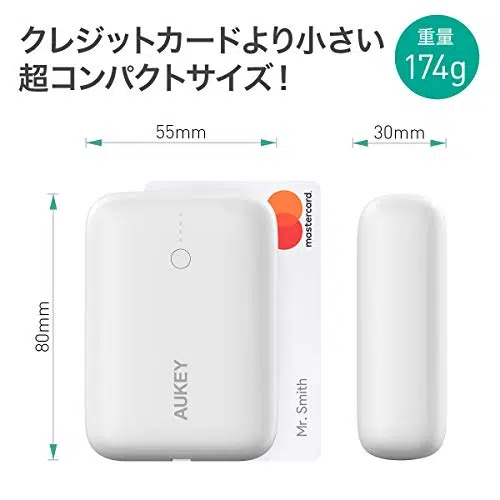 クレジットカードより小さい
超コンパクトサイズ！
重量
174g
55mm
30mm
80mm
mastercard.
AUKEY
Mr. Smith